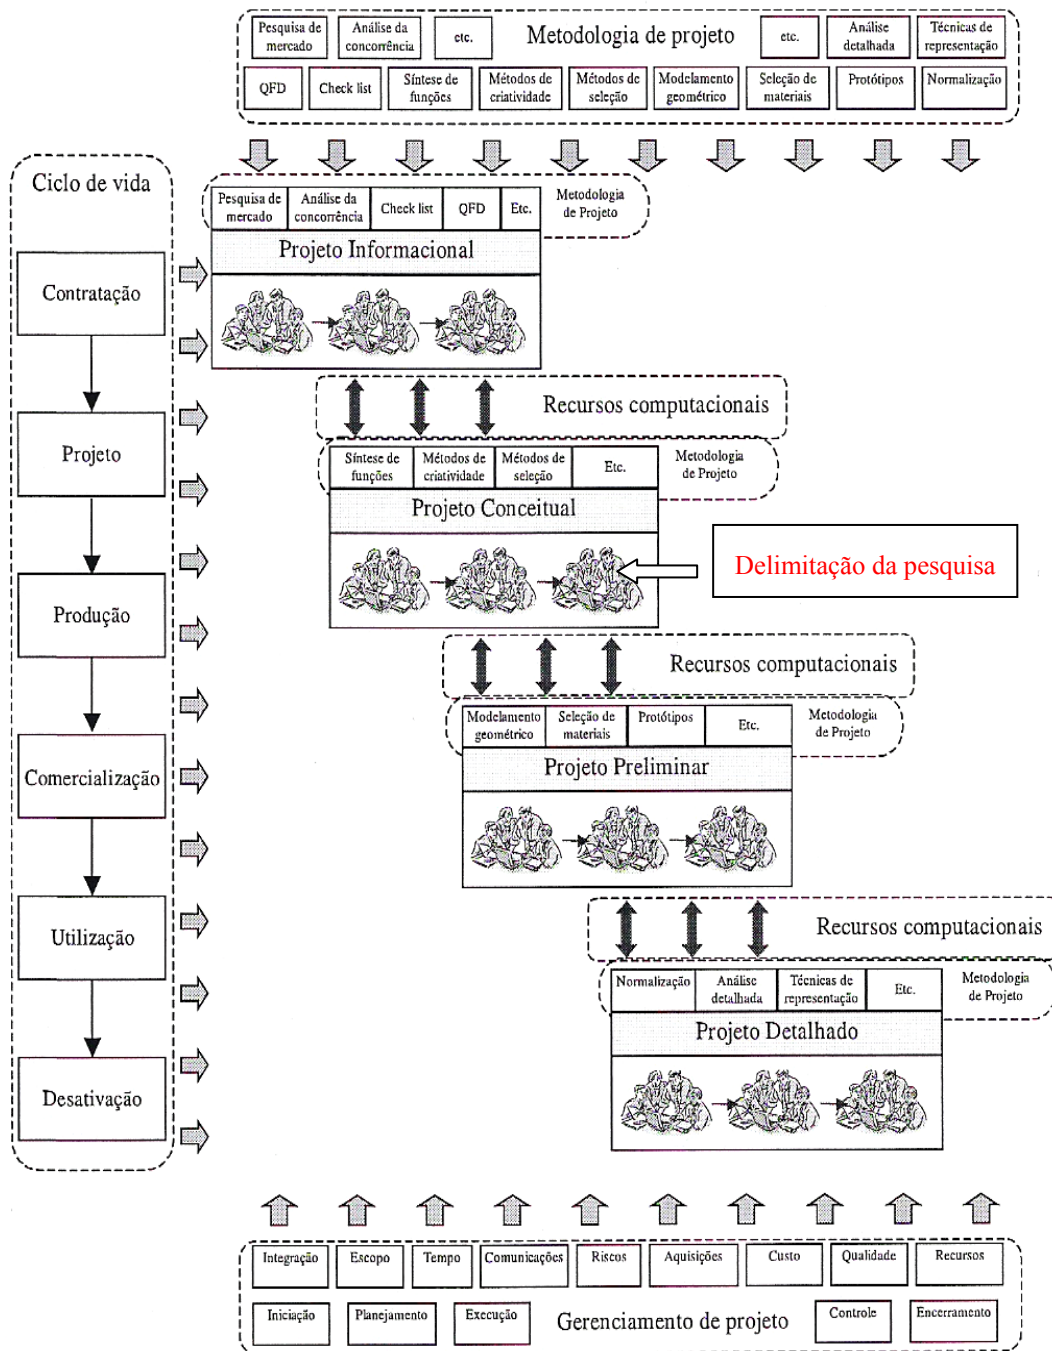 Pesquisa de
mercado
Análise da
concorrência
etc.
Metodologia de projeto
etc.
Análise
detalhada
Técnicas de
representação
QFD
Check list
Síntese de
funções
Métodos de
criatividade
Métodos de
seleção
Modelamento
geométrico
Seleção de
materiais
Protótipos
Normalização
Ciclo de vida
Contratação
Projeto
Produção
Comercialização
Utilização
Desativação
Pesquisa de
mercado
Análise da
concorrência
Check list
QFD
Etc.
Metodologia
de Projeto
Projeto Informacional
Recursos computacionais
Síntese de
funções
Métodos de
criatividade
Métodos de
seleção
Etc.
Metodologia
de Projeto
Projeto Conceitual
Delimitação da pesquisa
Recursos computacionais
Modelamento
geométrico
Seleção de
materiais
Protótipos
Etc.
Metodologia
de Projeto
Projeto Preliminar
Recursos computacionais
Normalização
Análise
detalhada
Técnicas de
representação
Etc.
Metodologia
de Projeto
Projeto Detalhado
Integração
Escopo
Tempo
Comunicações
Riscos
Aquisições
Custo
Qualidade
Recursos
Iniciação
Planejamento
Execução
Gerenciamento de projeto
Controle
Encerramento